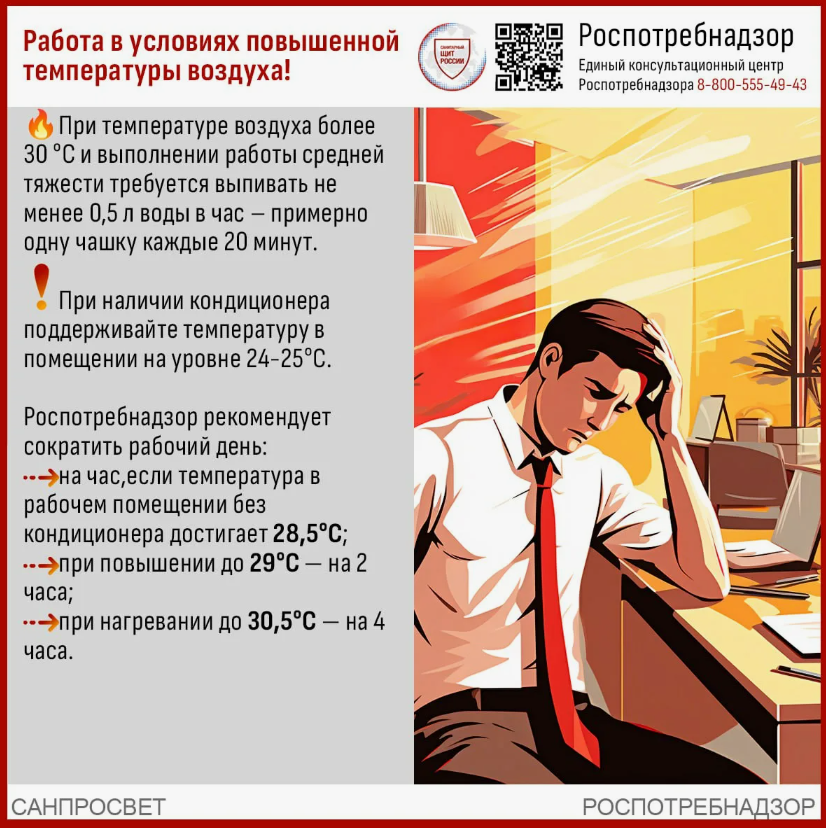 Работа в условиях повышенной
температуры воздуха!
САНИТАРНЫЙ
ЩИТ
РОССИИ
Роспотребнадзор
Единый консультационный центр
Роспотребнадзора 8-800-555-49-43
При температуре воздуха более
30 °С и выполнении работы средней
тяжести требуется выпивать не
менее 0,5 л воды в час – примерно
одну чашку каждые 20 минут.
При наличии кондиционера
поддерживайте температуру в
помещении на уровне 24-25°С.
Роспотребнадзор рекомендует
сократить рабочий день:
на час,если температура в
рабочем помещении без
кондиционера достигает 28,5°С;
при повышении до 29°С — на 2
часа;
при нагревании до 30,5°С — на 4
часа.
САНПРОСВЕТ
РОСПОТРЕБНАДЗОР